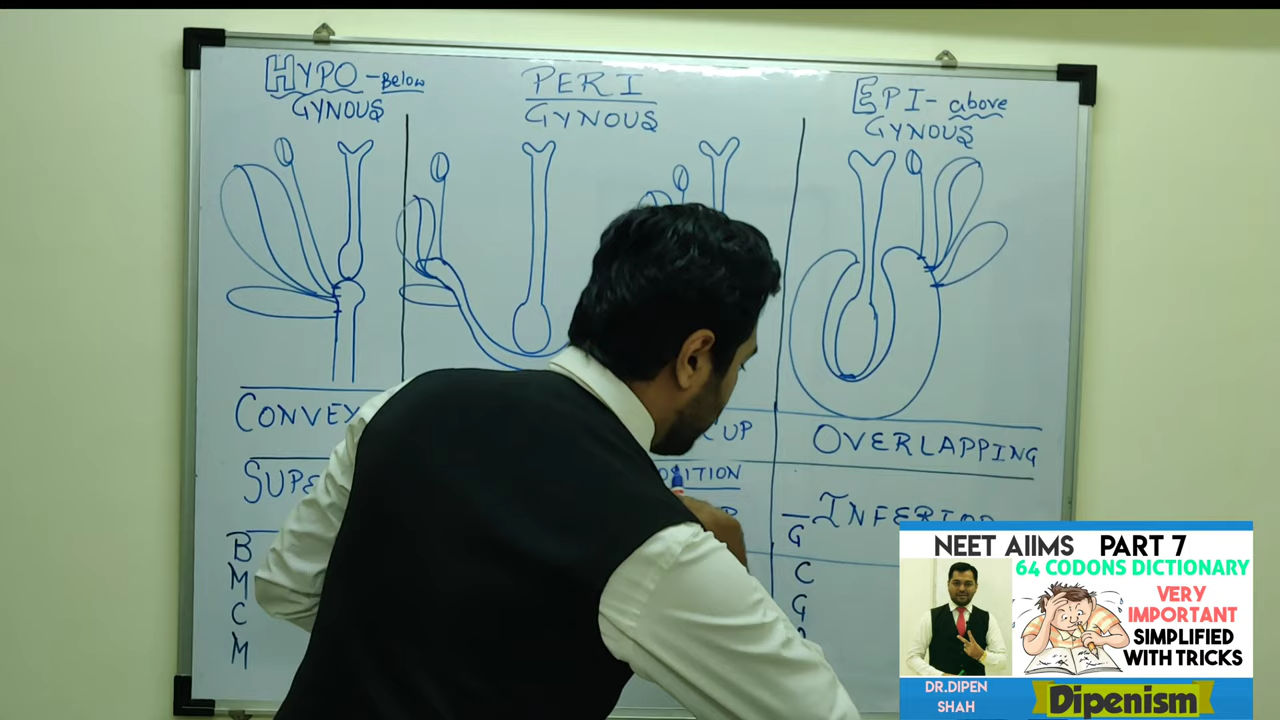 HYPO - Below
GYNOUS
PERI
GYNOUS
EPI - above
GYNOUS
CONVEX
CUP
OVERLAPPING
SUPE
SITION
INFERIOR
B
M
C
M
G
C
G
NEET AIIMS PART 7
64 CODONS DICTIONARY
VERY
IMPORTANT
SIMPLIFIED
WITH TRICKS
DR.DIPEN
SHAH
Dipenism